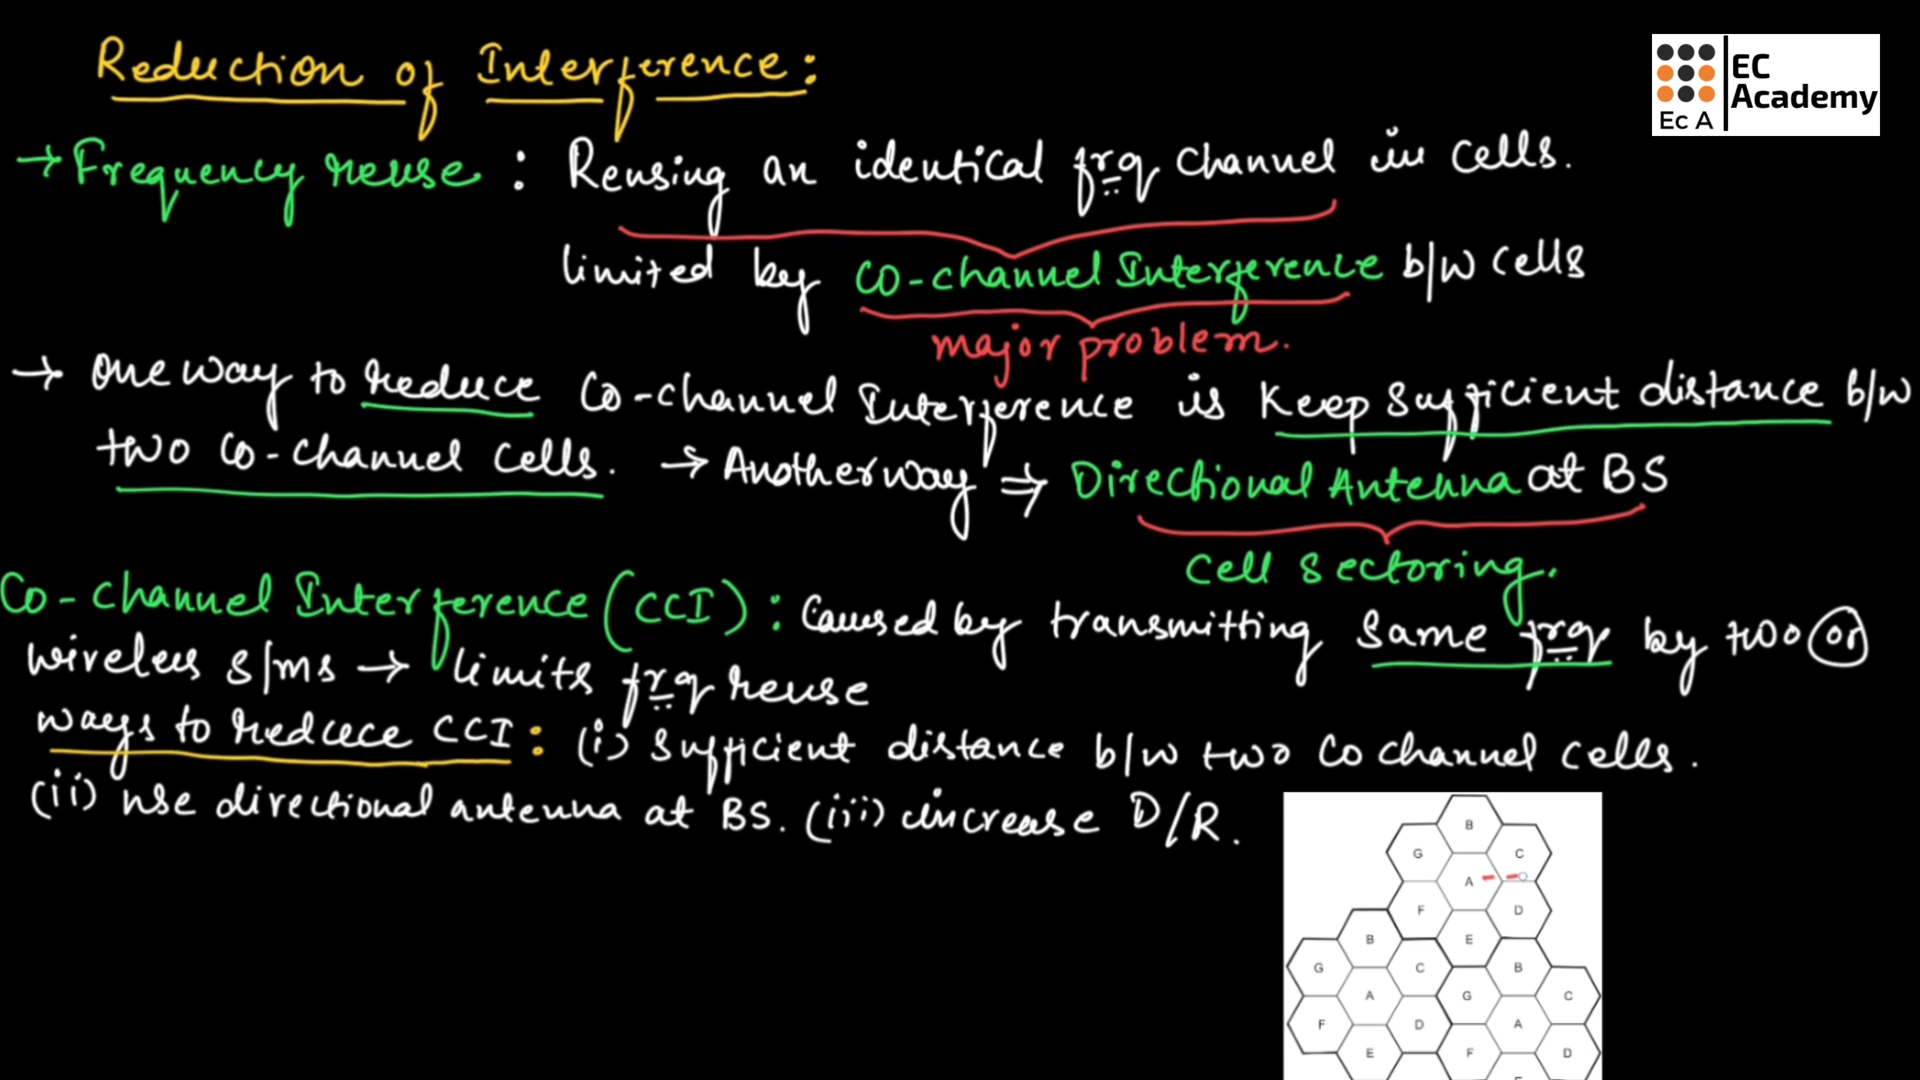 Reduction of Interference:
EC
Academy
Ec A
→ Frequency reuse : Reusing an identical frq channel in cells.
limited by co-channel Interference b/w cells
major problem.
→ One way to reduce Co-channel Interference is keep sufficient distance b/w
two Co-channel cells. → Another way ⇒ Directional Antenna at BS
cell sectoring.
Co-channel Interference (CCI) : Caused by transmitting same frq by two or
wireless s/ms → limits frq reuse
ways to reduce CCI : (i) Sufficient distance b/w two Co channel cells.
(ii) use directional antenna at BS. (iii) increase D/R.
B
G C
A
F D
B E
G C B
A G C
F D A
E F D